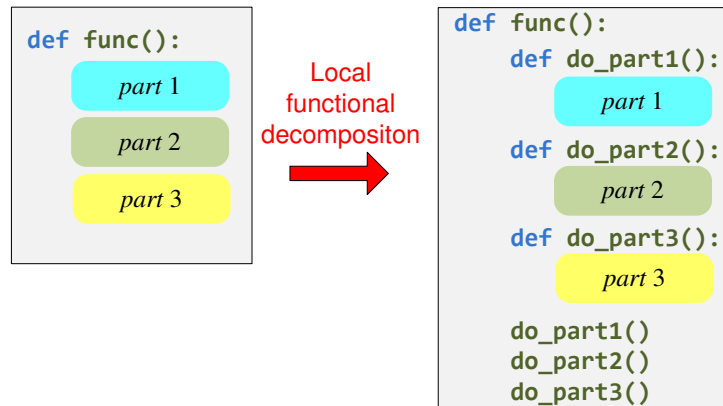 def func():
part 1
part 2
part 3
Local
functional
decompositon
def func():
def do_part1():
part 1
def do_part2():
part 2
def do_part3():
part 3
do_part1()
do_part2()
do_part3()